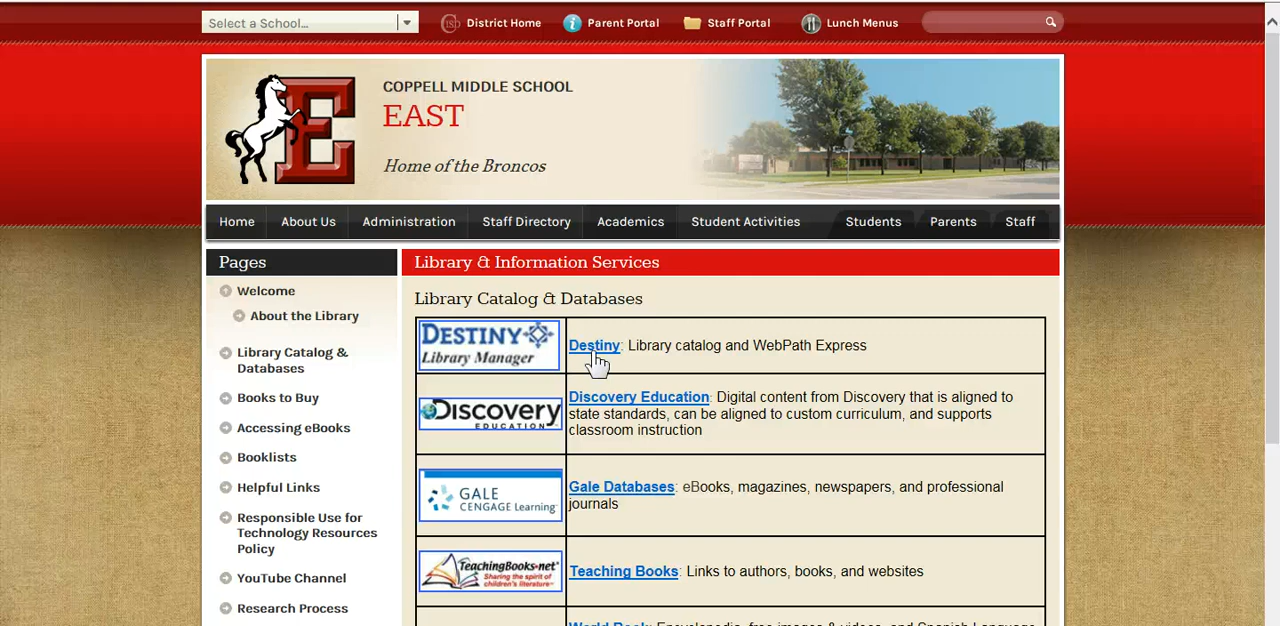 Select a School...
District Home
Parent Portal
Staff Portal
Lunch Menus
E
COPPELL MIDDLE SCHOOL
EAST
Home of the Broncos
Home
About Us
Administration
Staff Directory
Academics
Student Activities
Students
Parents
Staff
Pages
Welcome
About the Library
Library Catalog &
Databases
Books to Buy
Accessing eBooks
Booklists
Helpful Links
Responsible Use for
Technology Resources
Policy
YouTube Channel
Research Process
Library & Information Services
Library Catalog & Databases
DESTINY
Library Manager
Destiny: Library catalog and WebPath Express
Discovery
EDUCATION
Discovery Education: Digital content from Discovery that is aligned to
state standards, can be aligned to custom curriculum, and supports
classroom instruction
GALE
CENGAGE Learning
Gale Databases: eBooks, magazines, newspapers, and professional
journals
TeachingBooks.net
Sharing the spirit of
children's literature
Teaching Books: Links to authors, books, and websites
World Book: Encyclopedia, free images & videos, and Spanish Language